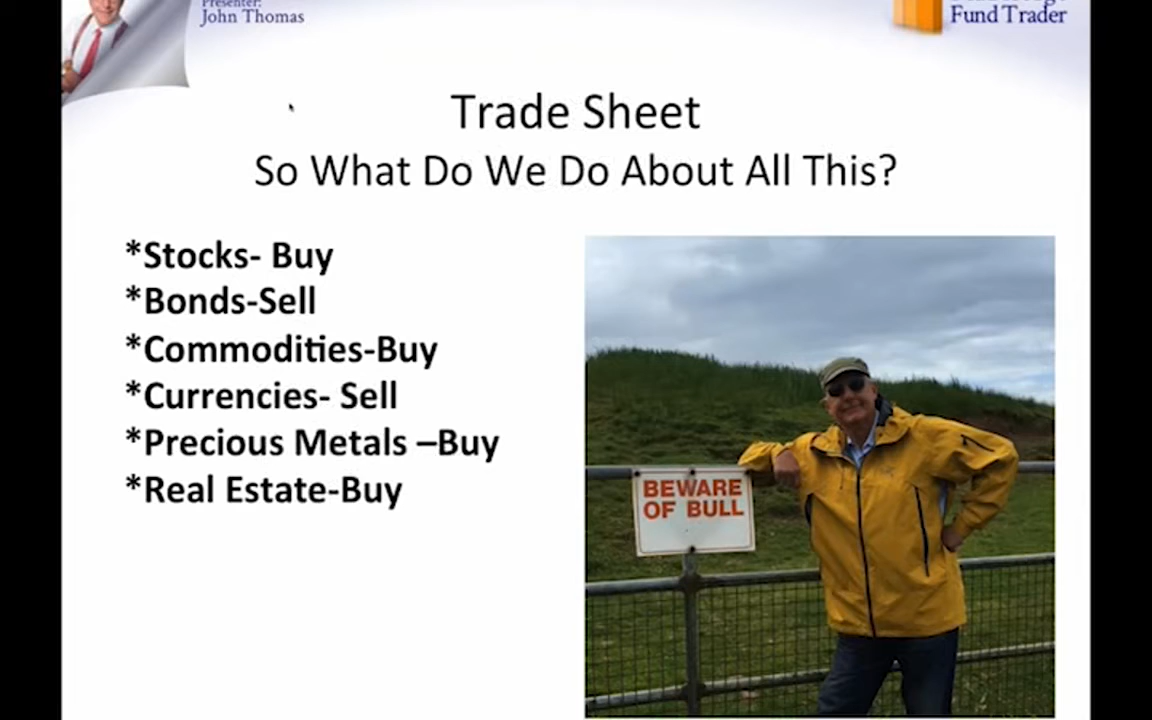 Presenter:
John Thomas
Fund Trader
Trade Sheet
So What Do We Do About All This?
*Stocks- Buy
*Bonds-Sell
*Commodities-Buy
*Currencies- Sell
*Precious Metals –Buy
*Real Estate-Buy
BEWARE
OF BULL